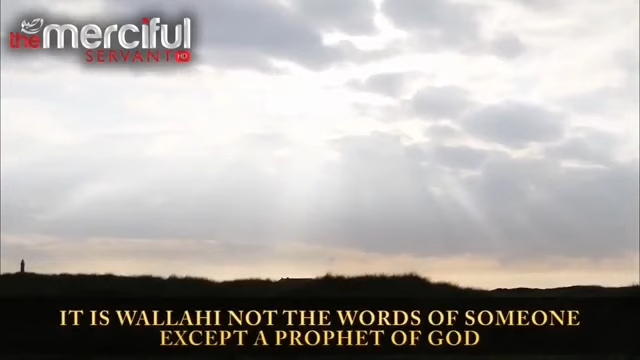 the merciful
SERVANT HD
IT IS WALLAHI NOT THE WORDS OF SOMEONE
EXCEPT A PROPHET OF GOD